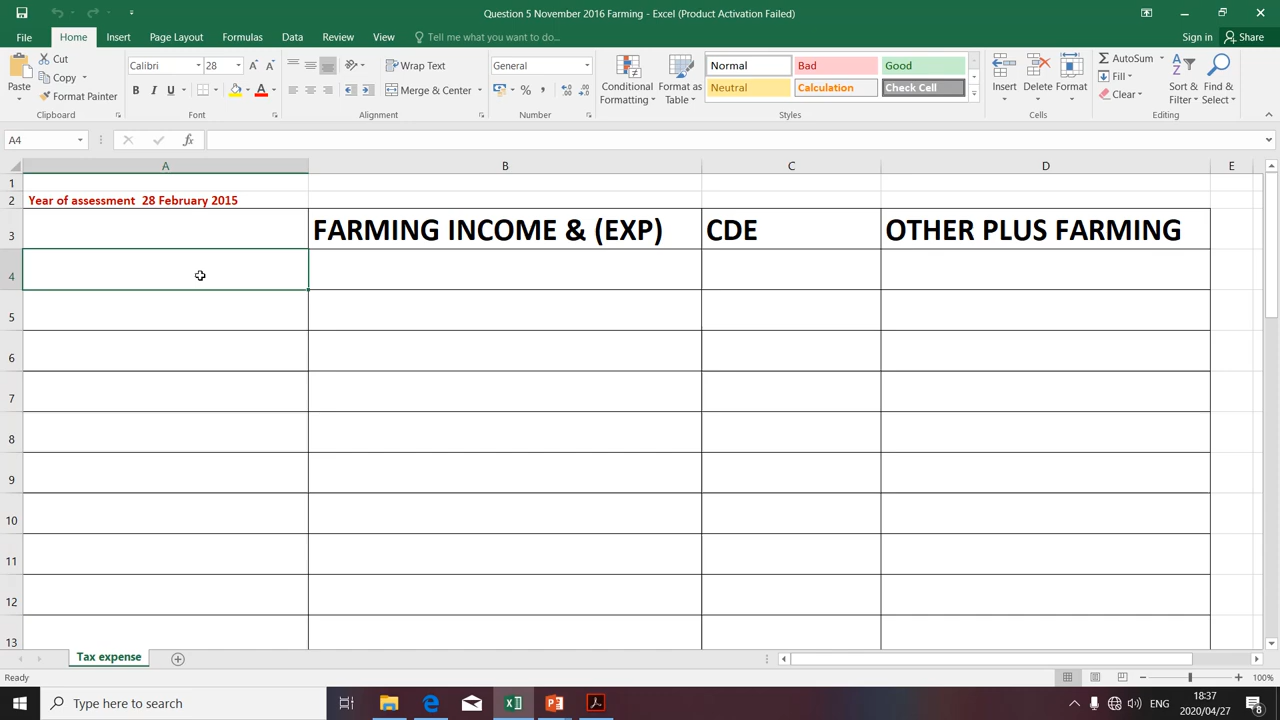 Question 5 November 2016 Farming - Excel (Product Activation Failed)
File Home Insert Page Layout Formulas Data Review View Tell me what you want to do... Sign in Share
Paste Cut Copy Format Painter Clipboard
Calibri 28 B I U A Font
Wrap Text Merge & Center Alignment
General % Number
Conditional Formatting Format as Table
Normal Bad Good
Neutral Calculation Check Cell
Styles
Insert Delete Format Cells
AutoSum Fill Clear Sort & Filter Find & Select Editing
A4 fx
A B C D E
1
2 Year of assessment 28 February 2015
3 FARMING INCOME & (EXP) CDE OTHER PLUS FARMING
4
5
6
7
8
9
10
11
12
13
Tax expense
Ready 100%
Type here to search ENG 18:37 2020/04/27 8